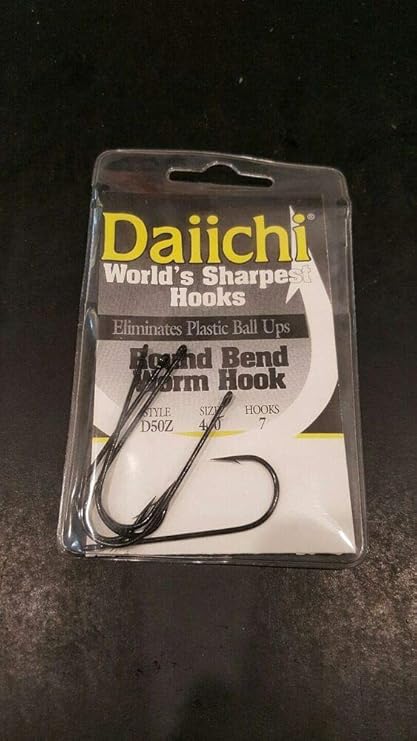 Daiichi®
World's Sharpest
Hooks
Eliminates Plastic Ball Ups
Round Bend
Worm Hook
STYLE SIZE HOOKS
D50Z 4/0 7